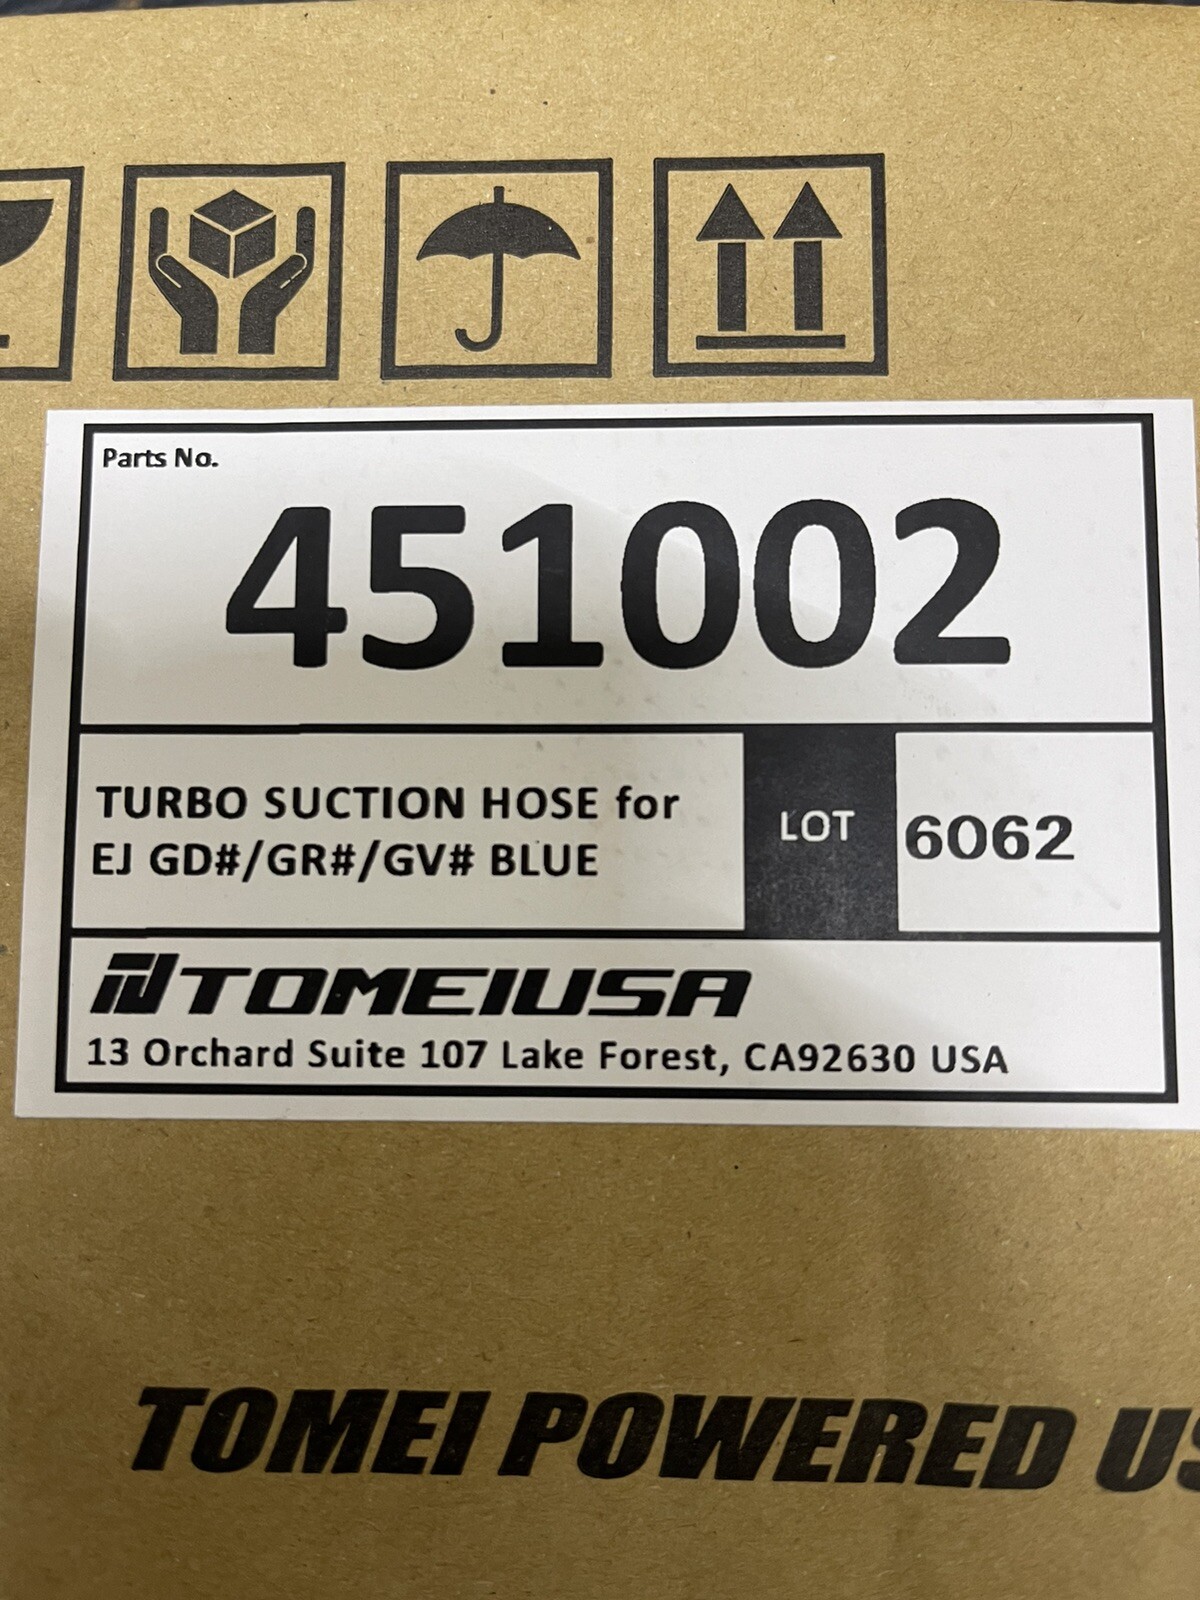 Parts No.
451002
TURBO SUCTION HOSE for
EJ GD#/GR#/GV# BLUE
LOT
6062
TOMEIUSA
13 Orchard Suite 107 Lake Forest, CA92630 USA
TOMEI POWERED US